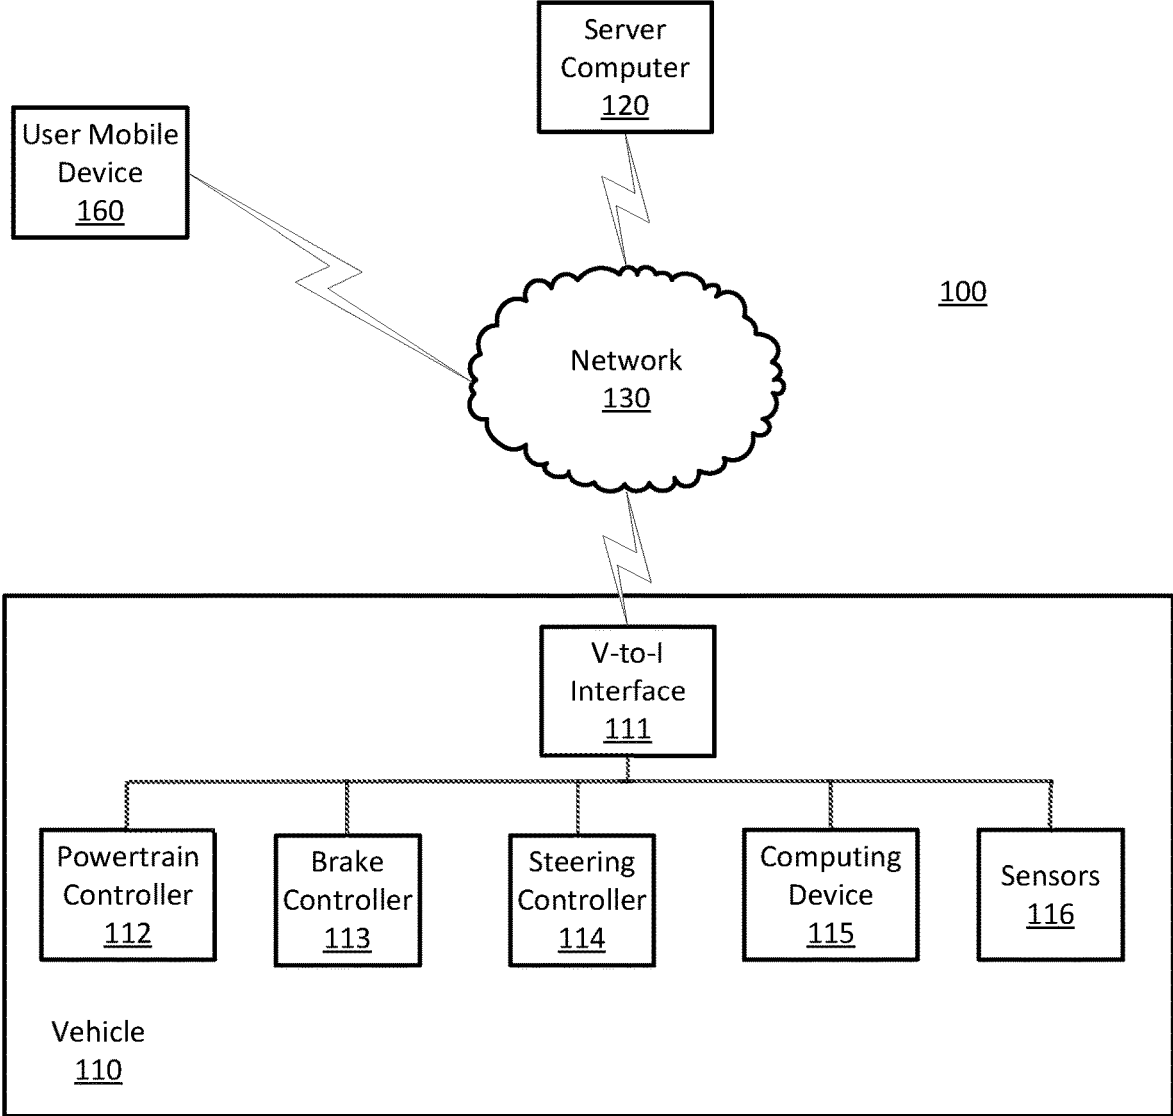 Server
Computer
120
User Mobile
Device
160
100
Network
130
V-to-I
Interface
111
Powertrain
Controller
112
Brake
Controller
113
Steering
Controller
114
Computing
Device
115
Sensors
116
Vehicle
110